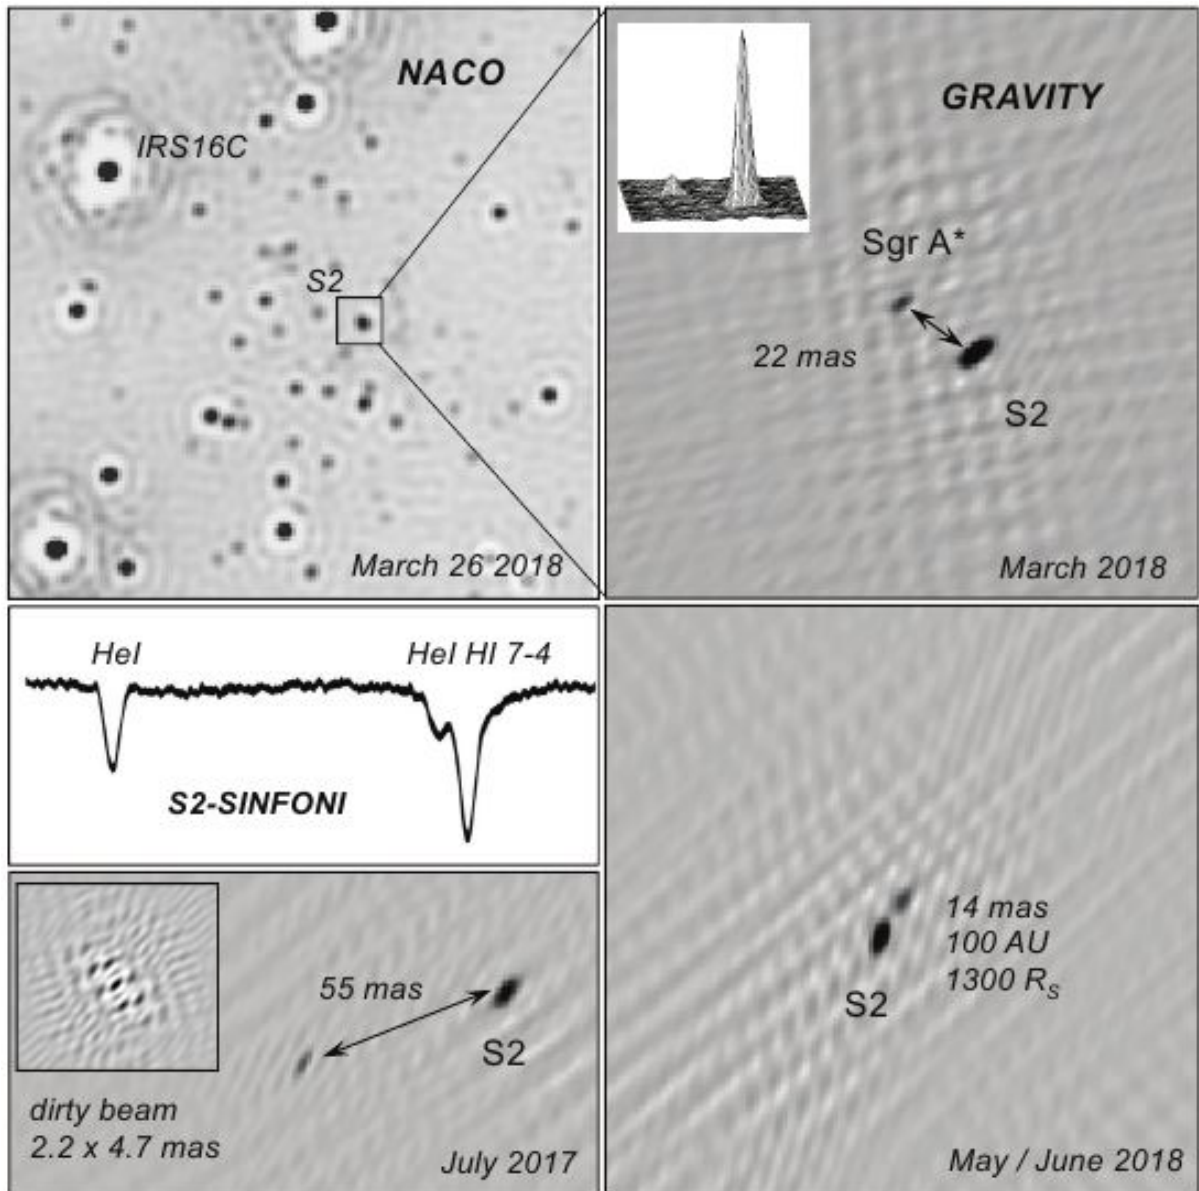 NACO
IRS16C
S2
March 26 2018
GRAVITY
Sgr A*
22 mas
S2
March 2018
HeI
HeI HI 7-4
S2-SINFONI
55 mas
S2
dirty beam
2.2 x 4.7 mas
July 2017
14 mas
100 AU
1300 R_S
S2
May / June 2018